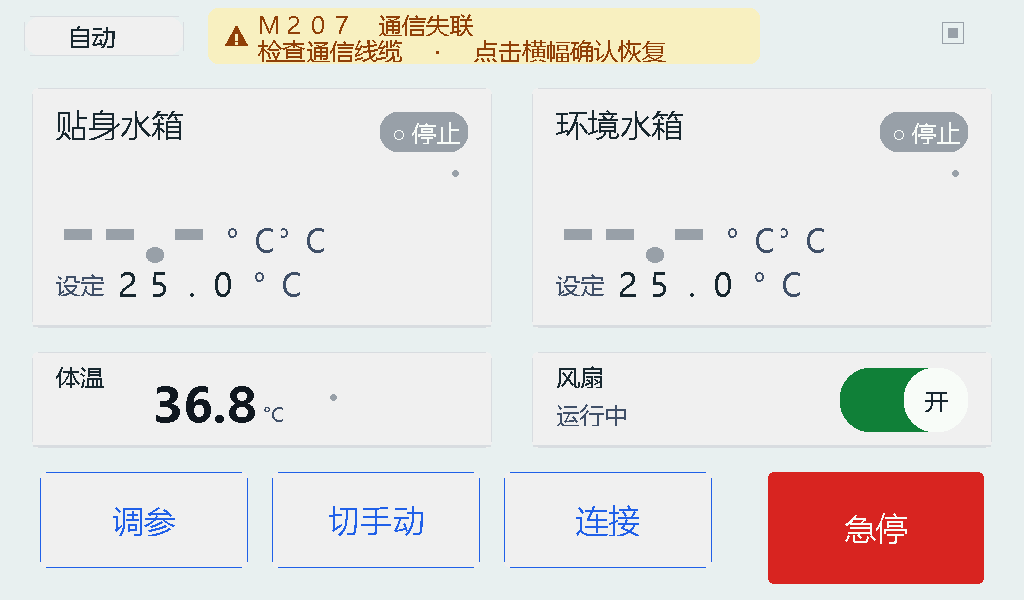 自动
M207 通信失联
检查通信线缆 · 点击横幅确认恢复
贴身水箱
○ 停止
--.- °C°C
设定 25.0 °C
环境水箱
○ 停止
--.- °C°C
设定 25.0 °C
体温
36.8 °C
风扇
运行中
开
调参
切手动
连接
急停